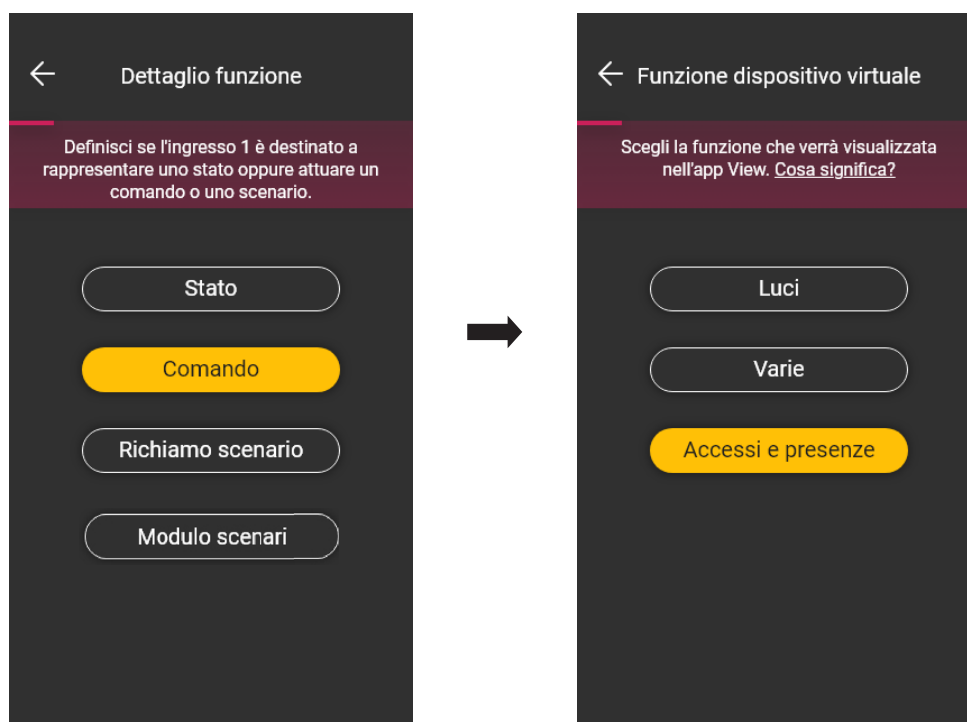 Dettaglio funzione
Definisci se l'ingresso 1 è destinato a
rappresentare uno stato oppure attuare un
comando o uno scenario.
Stato
Comando
Richiamo scenario
Modulo scenari
Funzione dispositivo virtuale
Scegli la funzione che verrà visualizzata
nell'app View. Cosa significa?
Luci
Varie
Accessi e presenze